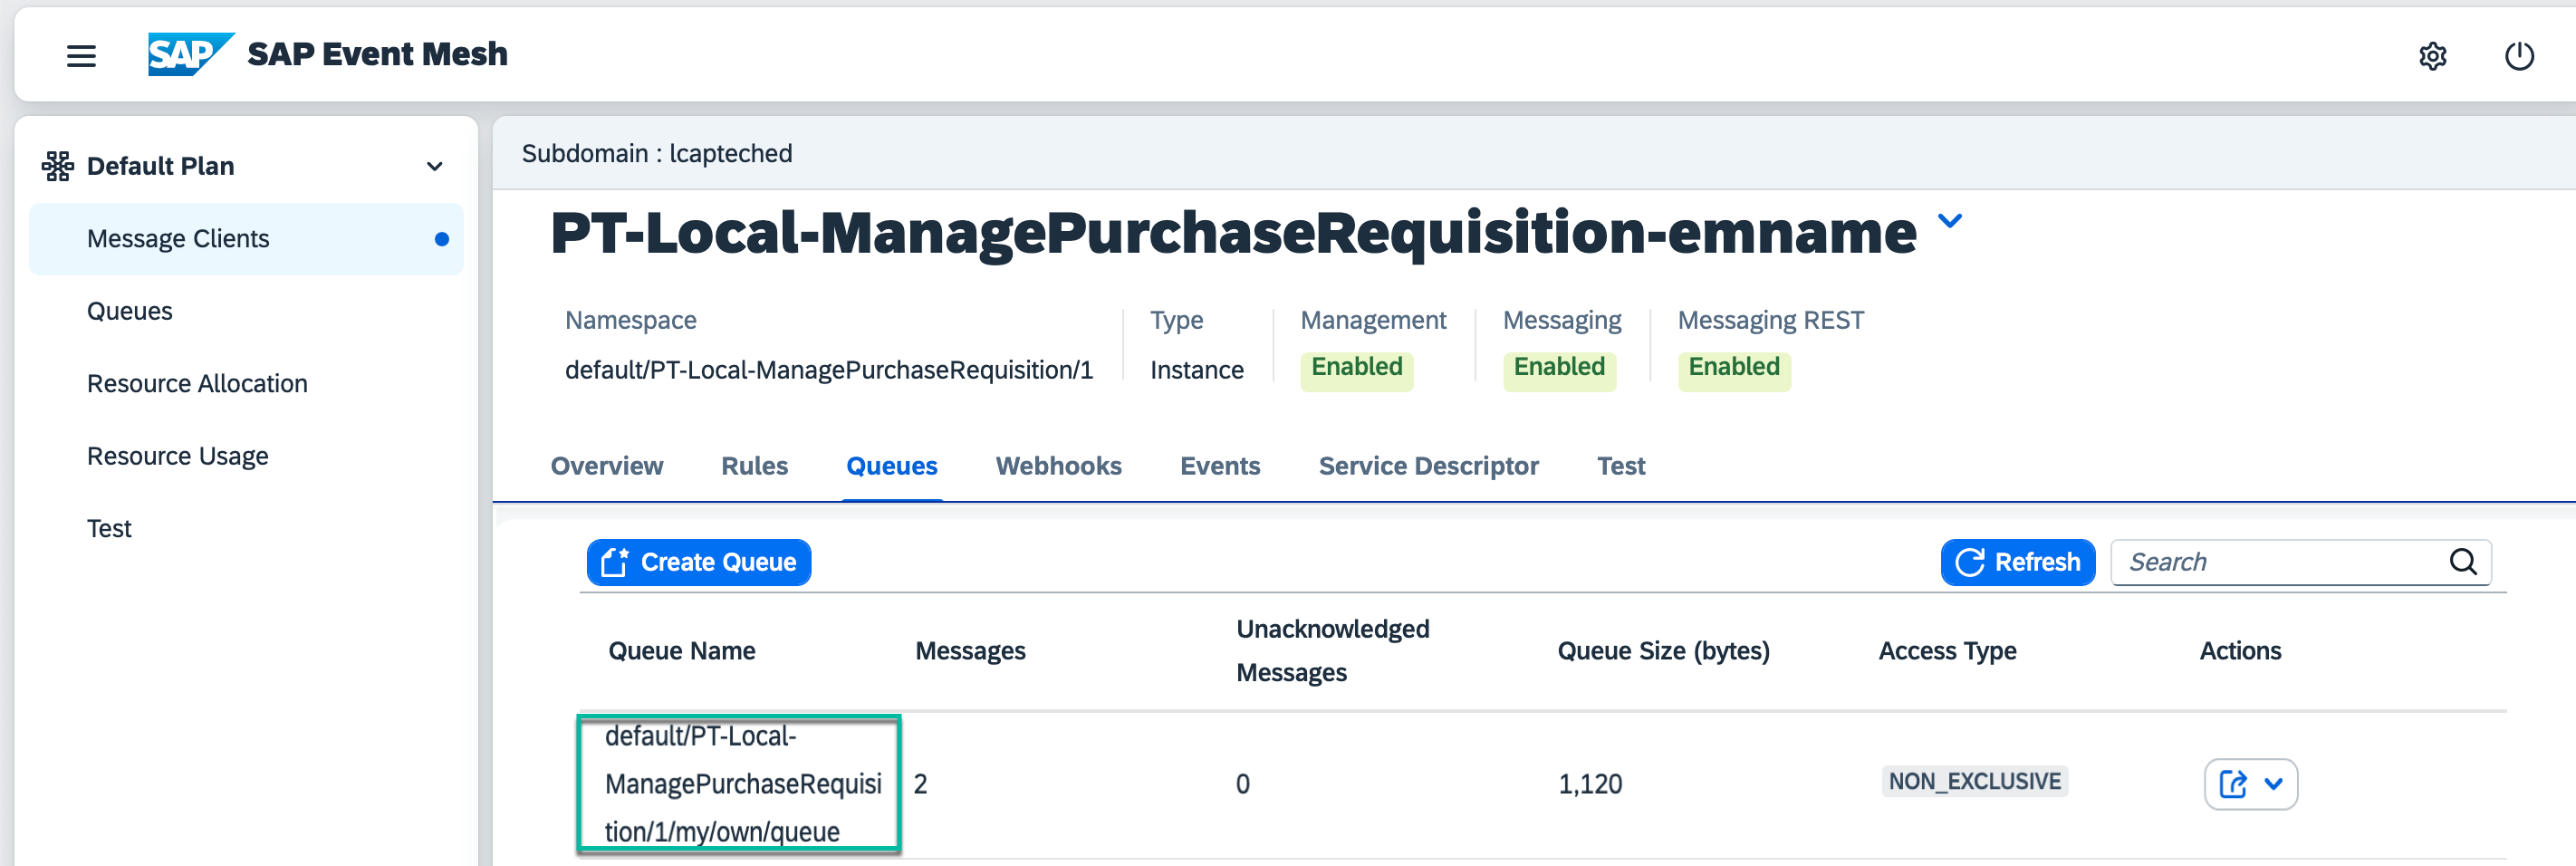 SAP SAP Event Mesh
Default Plan
Message Clients
Queues
Resource Allocation
Resource Usage
Test
Subdomain : lcapteched
PT-Local-ManagePurchaseRequisition-emname
Namespace Type Management Messaging Messaging REST
default/PT-Local-ManagePurchaseRequisition/1 Instance Enabled Enabled Enabled
Overview Rules Queues Webhooks Events Service Descriptor Test
Create Queue Refresh Search
Queue Name Messages Unacknowledged Messages Queue Size (bytes) Access Type Actions
default/PT-Local-
ManagePurchaseRequisi 2 0 1,120 NON_EXCLUSIVE
tion/1/my/own/queue